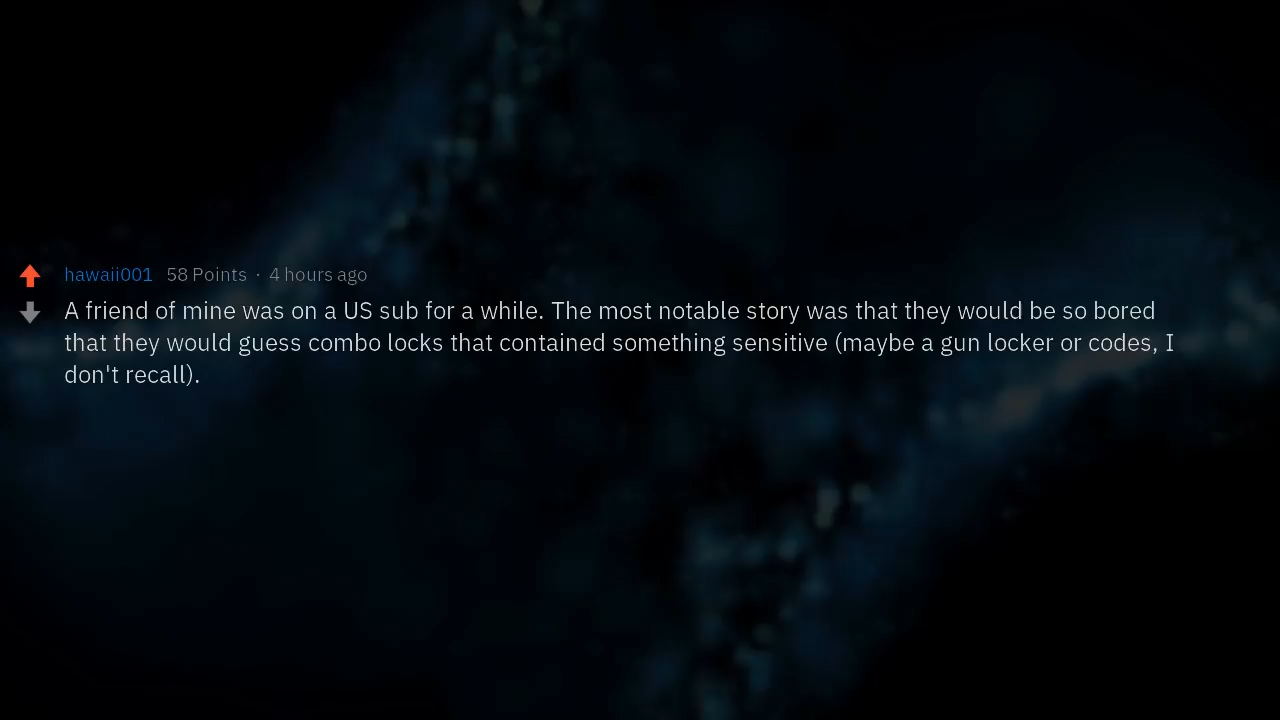 hawaii001 58 Points · 4 hours ago
A friend of mine was on a US sub for a while. The most notable story was that they would be so bored
that they would guess combo locks that contained something sensitive (maybe a gun locker or codes, I
don't recall).